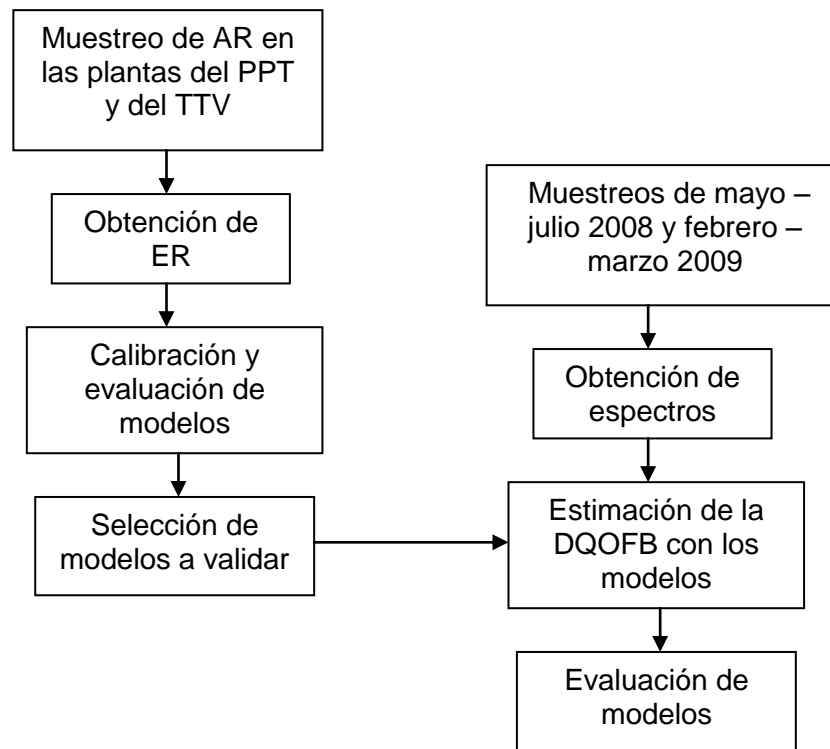 Muestreo de AR en
las plantas del PPT
y del TTV
Obtención de
ER
Calibración y
evaluación de
modelos
Selección de
modelos a validar
Muestreos de mayo –
julio 2008 y febrero –
marzo 2009
Obtención de
espectros
Estimación de la
DQOFB con los
modelos
Evaluación de
modelos